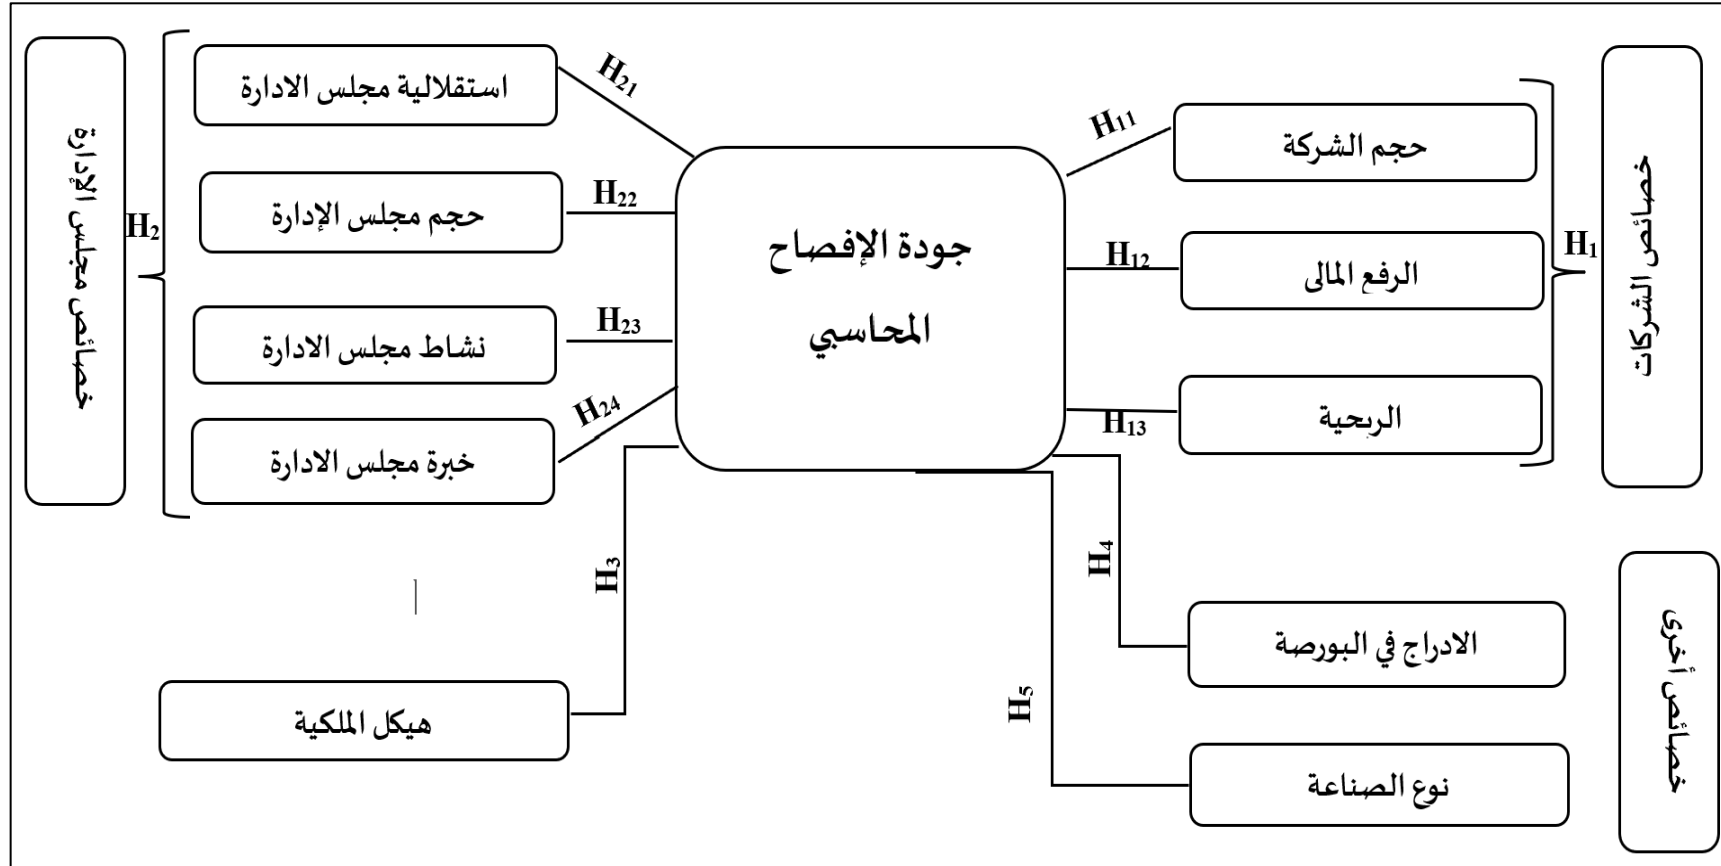 خصائص الشركات
H1
حجم الشركة
H11
الرفع المالى
H12
الربحية
H13
جودة الإفصاح
المحاسبي
خصائص مجلس الإدارة
H2
استقلالية مجلس الادارة
H21
حجم مجلس الإدارة
H22
نشاط مجلس الادارة
H23
خبرة مجلس الادارة
H24
هيكل الملكية
H3
خصائص أخرى
الادراج في البورصة
H4
نوع الصناعة
H5